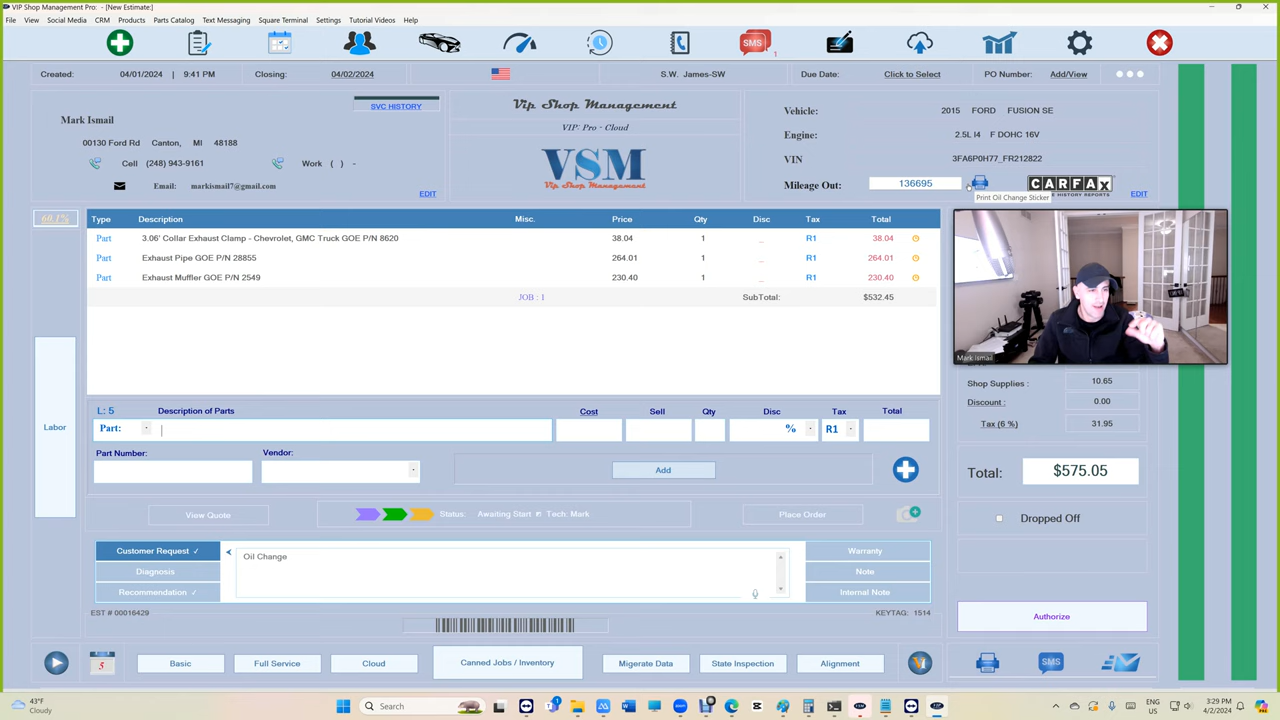 VIP Shop Management Pro: - [New Estimate:]
File View Social Media CRM Products Parts Catalog Text Messaging Square Terminal Settings Tutorial Videos Help
SMS 1
Created: 04/01/2024 | 9:41 PM Closing: 04/02/2024 S.W. James-SW Due Date: Click to Select PO Number: Add/View
SVC HISTORY
Mark Ismail
00130 Ford Rd Canton, MI 48188
Cell (248) 943-9161 Work ( ) -
Email: markismail7@gmail.com
EDIT
Vip Shop Management
VIP: Pro - Cloud
VSM
Vehicle: 2015 FORD FUSION SE
Engine: 2.5L I4 F DOHC 16V
VIN 3FA6P0H77_FR212822
Mileage Out: 136695
CARFAX
HISTORY REPORTS
EDIT
Print Oil Change Sticker
60.1%
Type Description Misc. Price Qty Disc Tax Total
Part 3.06' Collar Exhaust Clamp - Chevrolet, GMC Truck GOE P/N 8620 38.04 1 _ R1 38.04
Part Exhaust Pipe GOE P/N 28855 264.01 1 _ R1 264.01
Part Exhaust Muffler GOE P/N 2549 230.40 1 _ R1 230.40
JOB : 1 SubTotal: $532.45
Mark Ismail
Labor
L: 5 Description of Parts Cost Sell Qty Disc Tax Total
Part: % R1
Part Number: Vendor:
Add
View Quote Status: Awaiting Start Tech: Mark Place Order
Customer Request ✓
Diagnosis
Recommendation ✓
Oil Change
Warranty
Note
Internal Note
EST # 00016429 KEYTAG: 1514
Shop Supplies : 10.65
Discount : 0.00
Tax (6 %) 31.95
Total: $575.05
Dropped Off
Authorize
5 Basic Full Service Cloud Canned Jobs / Inventory Migerate Data State Inspection Alignment SMS
43°F
Cloudy
Search
ENG
US
3:29 PM
4/2/2024